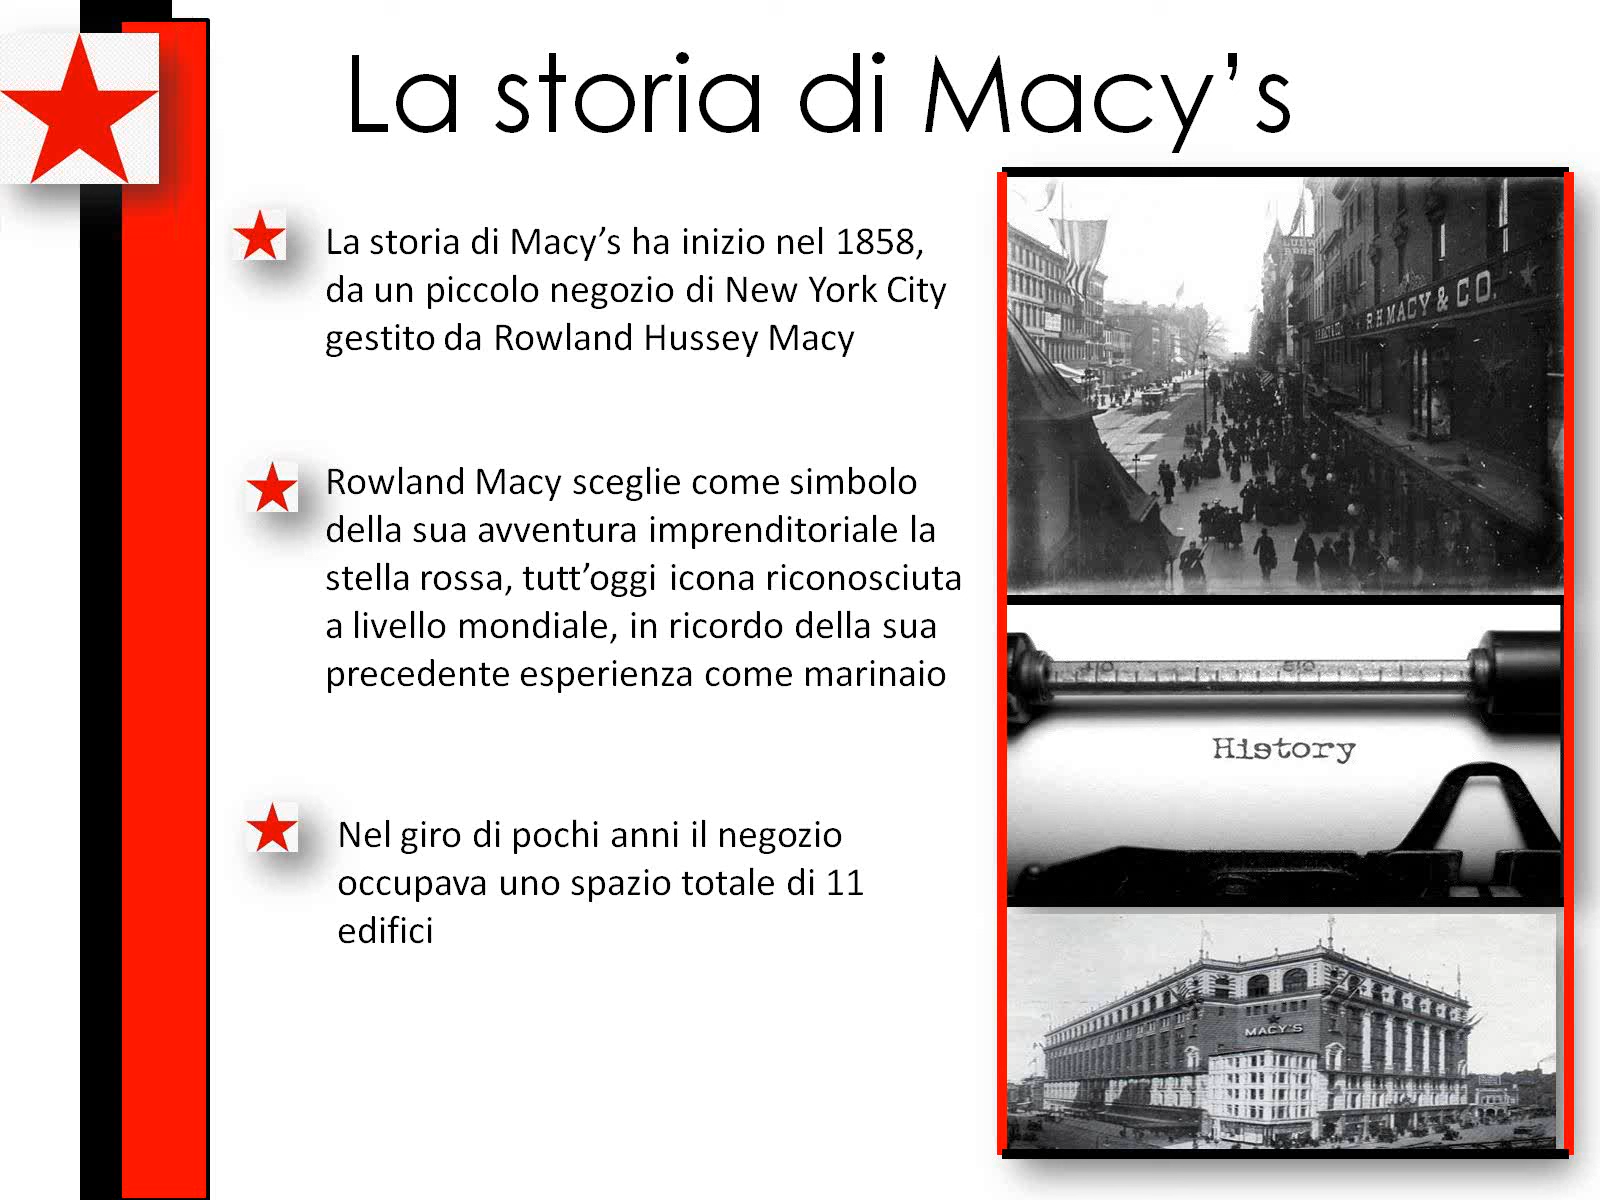 La storia di Macy’s
La storia di Macy’s ha inizio nel 1858,
da un piccolo negozio di New York City
gestito da Rowland Hussey Macy
Rowland Macy sceglie come simbolo
della sua avventura imprenditoriale la
stella rossa, tutt’oggi icona riconosciuta
a livello mondiale, in ricordo della sua
precedente esperienza come marinaio
Nel giro di pochi anni il negozio
occupava uno spazio totale di 11
edifici
R.H.MACY & CO.
History
MACY'S